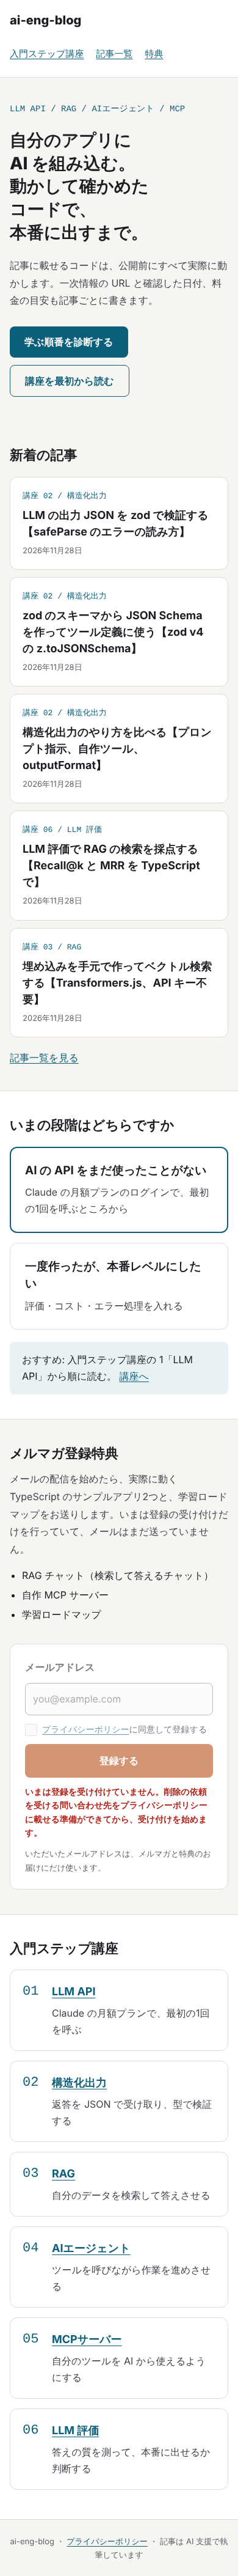 ai-eng-blog
入門ステップ講座 記事一覧 特典
LLM API / RAG / AIエージェント / MCP
自分のアプリに
AI を組み込む。
動かして確かめた
コードで、
本番に出すまで。
記事に載せるコードは、公開前にすべて実際に動
かします。一次情報の URL と確認した日付、料
金の目安も記事ごとに書きます。
学ぶ順番を診断する
講座を最初から読む
新着の記事
講座 02 / 構造化出力
LLM の出力 JSON を zod で検証する
【safeParse のエラーの読み方】
2026年11月28日
講座 02 / 構造化出力
zod のスキーマから JSON Schema
を作ってツール定義に使う【zod v4
の z.toJSONSchema】
2026年11月28日
講座 02 / 構造化出力
構造化出力のやり方を比べる【プロン
プト指示、自作ツール、
outputFormat】
2026年11月28日
講座 06 / LLM 評価
LLM 評価で RAG の検索を採点する
【Recall@k と MRR を TypeScript
で】
2026年11月28日
講座 03 / RAG
埋め込みを手元で作ってベクトル検索
する【Transformers.js、API キー不
要】
2026年11月28日
記事一覧を見る
いまの段階はどちらですか
AI の API をまだ使ったことがない
Claude の月額プランのログインで、最初
の1回を呼ぶところから
一度作ったが、本番レベルにした
い
評価・コスト・エラー処理を入れる
おすすめ: 入門ステップ講座の 1「LLM
API」から順に読む。 講座へ
メルマガ登録特典
メールの配信を始めたら、実際に動く
TypeScript のサンプルアプリ2つと、学習ロード
マップをお送りします。いまは登録の受け付けだ
けを行っていて、メールはまだ送っていませ
ん。
• RAG チャット（検索して答えるチャット）
• 自作 MCP サーバー
• 学習ロードマップ
メールアドレス
you@example.com
プライバシーポリシーに同意して登録する
登録する
いまは登録を受け付けていません。削除の依頼
を受ける問い合わせ先をプライバシーポリシー
に載せる準備ができてから、受け付けを始めま
す。
いただいたメールアドレスは、メルマガと特典のお
届けにだけ使います。
入門ステップ講座
01 LLM API
Claude の月額プランで、最初の1回
を呼ぶ
02 構造化出力
返答を JSON で受け取り、型で検証
する
03 RAG
自分のデータを検索して答えさせる
04 AIエージェント
ツールを呼びながら作業を進めさせ
る
05 MCPサーバー
自分のツールを AI から使えるよう
にする
06 LLM 評価
答えの質を測って、本番に出せるか
判断する
ai-eng-blog ・ プライバシーポリシー ・ 記事は AI 支援で執
筆しています